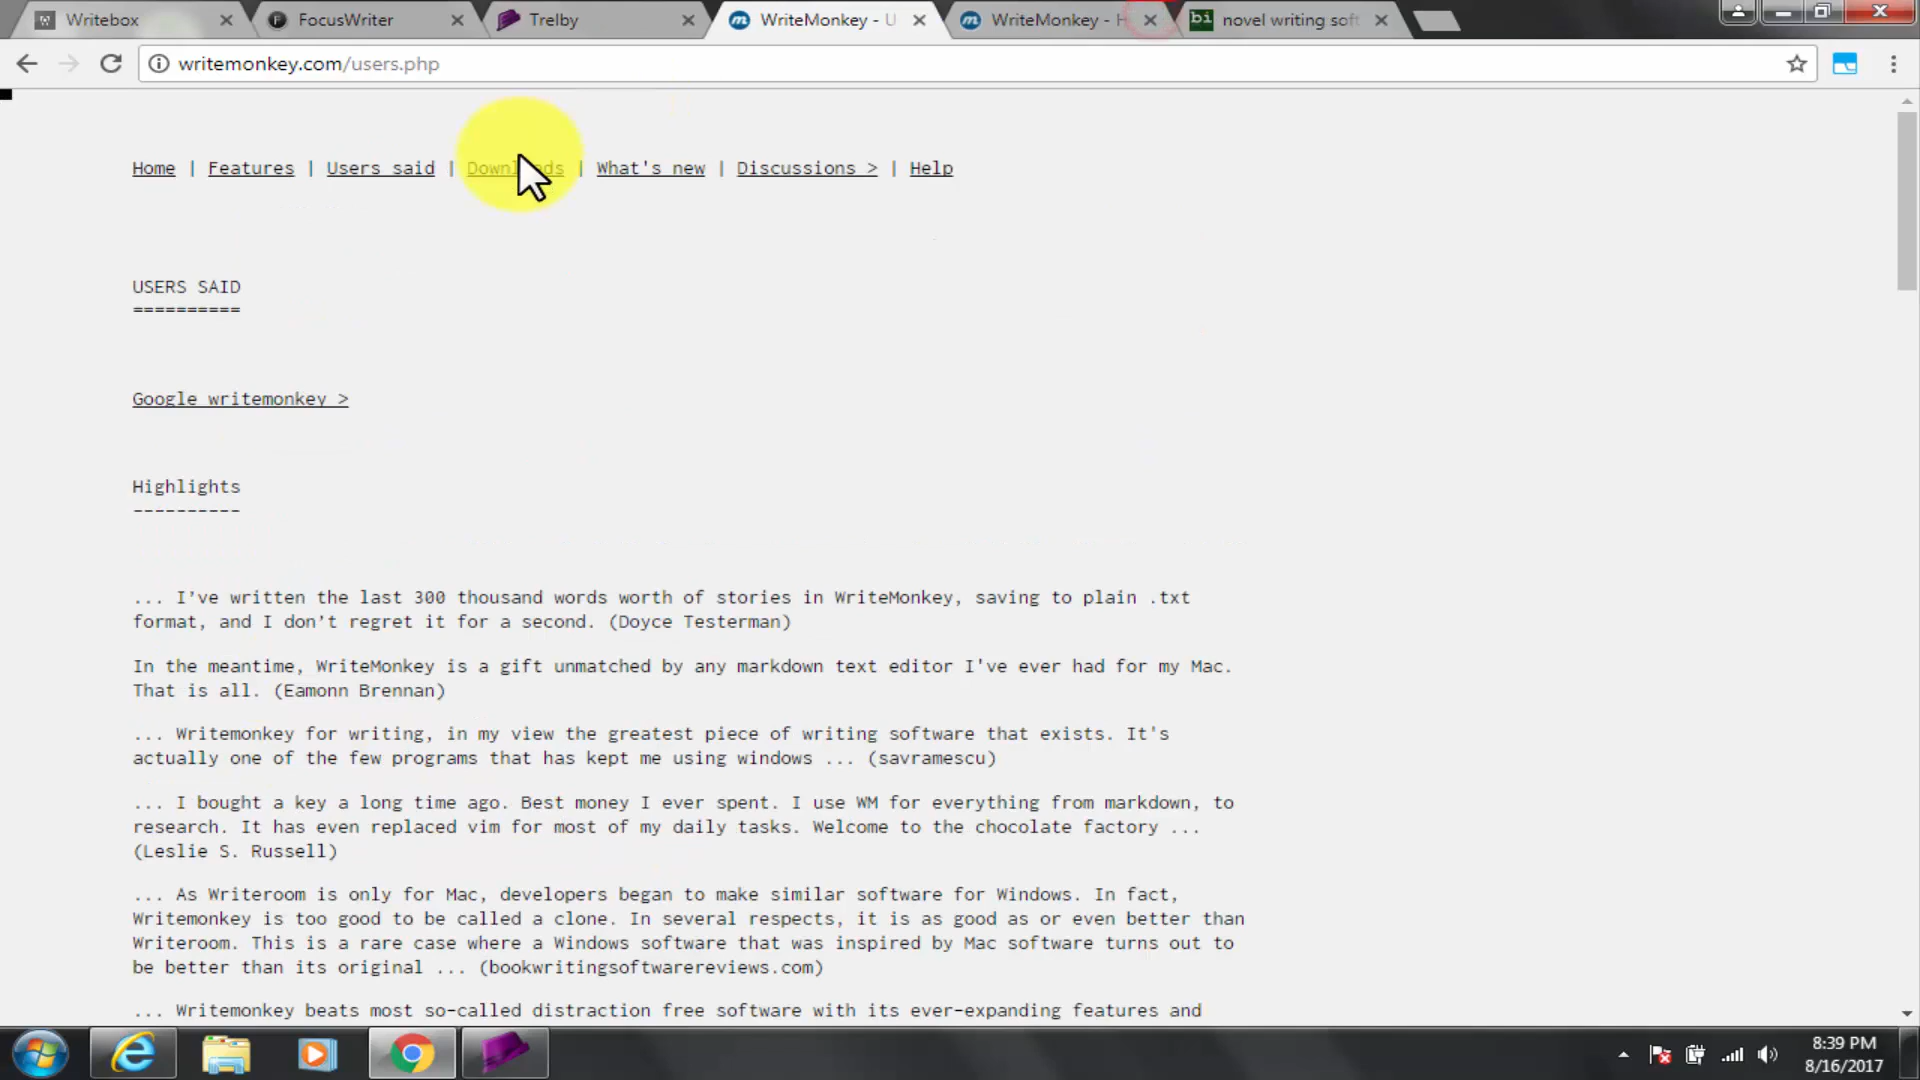 Writebox
FocusWriter
Trelby
WriteMonkey - U
WriteMonkey - H
novel writing soft
writemonkey.com/users.php
Home | Features | Users said | Downloads | What's new | Discussions > | Help
USERS SAID
==========
Google writemonkey >
Highlights
----------
... I've written the last 300 thousand words worth of stories in WriteMonkey, saving to plain .txt
format, and I don't regret it for a second. (Doyce Testerman)
In the meantime, WriteMonkey is a gift unmatched by any markdown text editor I've ever had for my Mac.
That is all. (Eamonn Brennan)
... Writemonkey for writing, in my view the greatest piece of writing software that exists. It's
actually one of the few programs that has kept me using windows ... (savramescu)
... I bought a key a long time ago. Best money I ever spent. I use WM for everything from markdown, to
research. It has even replaced vim for most of my daily tasks. Welcome to the chocolate factory ...
(Leslie S. Russell)
... As Writeroom is only for Mac, developers began to make similar software for Windows. In fact,
Writemonkey is too good to be called a clone. In several respects, it is as good as or even better than
Writeroom. This is a rare case where a Windows software that was inspired by Mac software turns out to
be better than its original ... (bookwritingsoftwarereviews.com)
... Writemonkey beats most so-called distraction free software with its ever-expanding features and
8:39 PM
8/16/2017